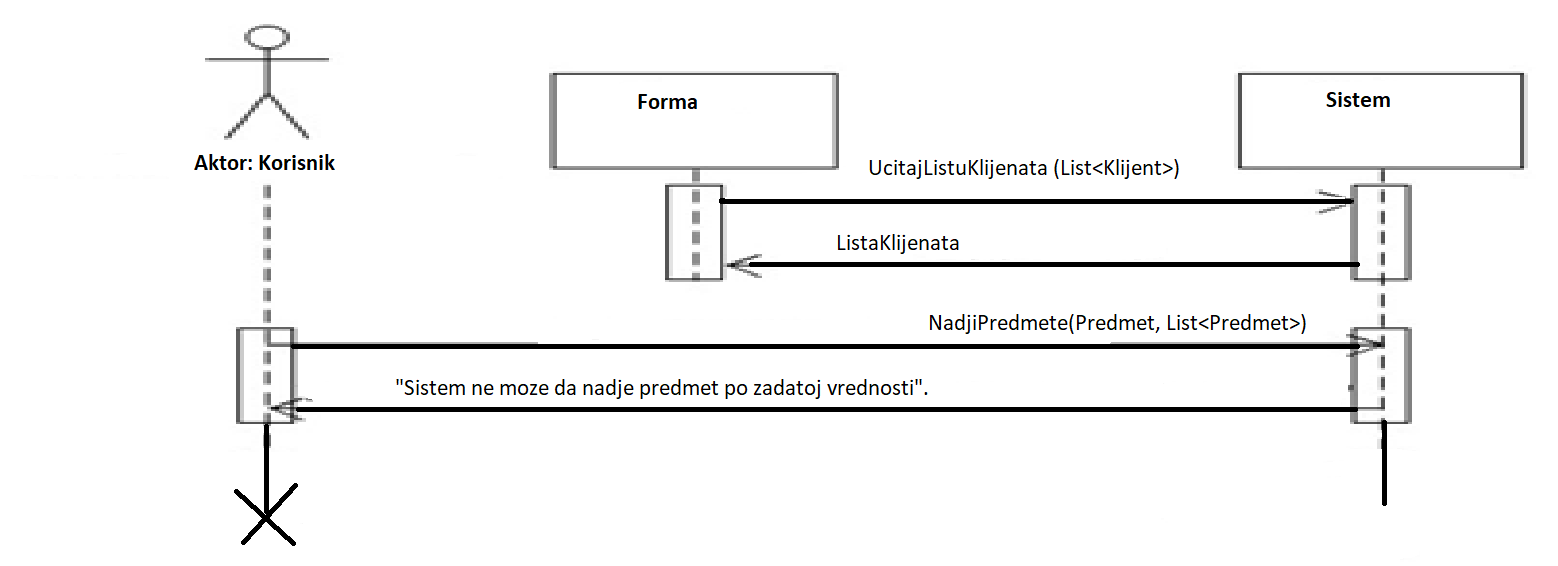 Forma
Sistem
Aktor: Korisnik
UcitajListuKlijenata (List<Klijent>)
ListaKlijenata
NadjiPredmete(Predmet, List<Predmet>)
"Sistem ne moze da nadje predmet po zadatoj vrednosti".